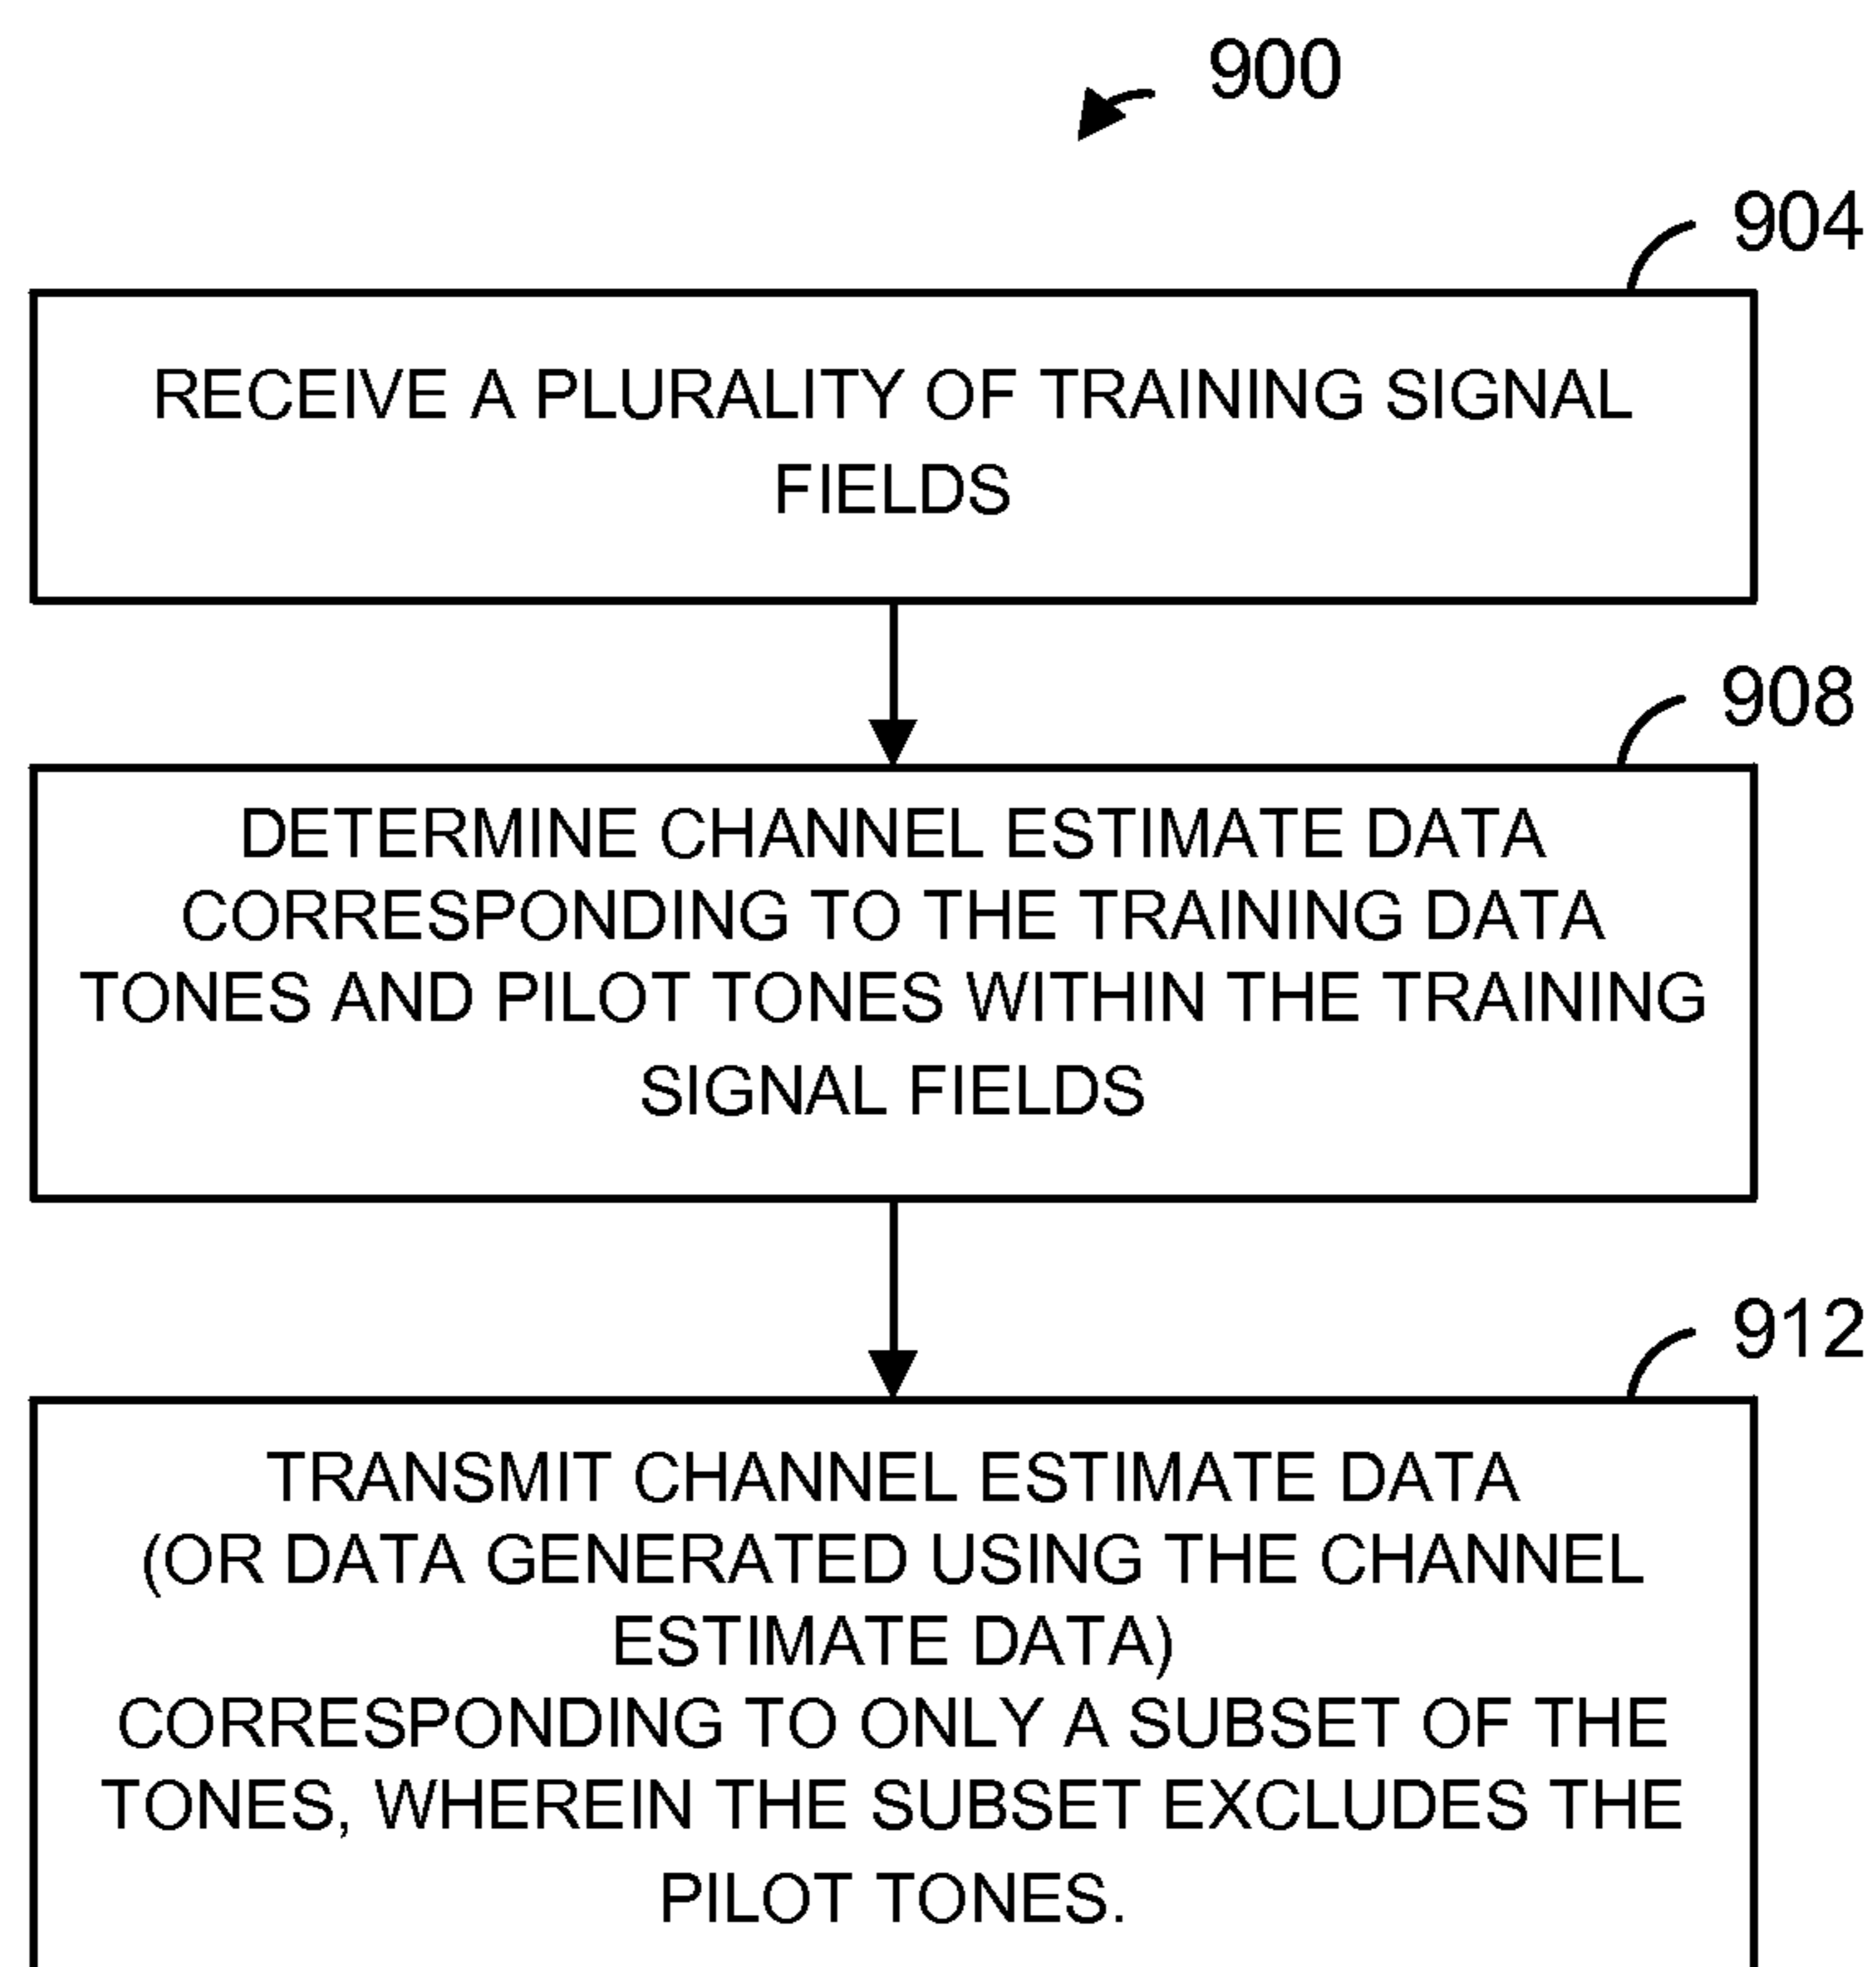 900
904
RECEIVE A PLURALITY OF TRAINING SIGNAL
FIELDS
908
DETERMINE CHANNEL ESTIMATE DATA
CORRESPONDING TO THE TRAINING DATA
TONES AND PILOT TONES WITHIN THE TRAINING
SIGNAL FIELDS
912
TRANSMIT CHANNEL ESTIMATE DATA
(OR DATA GENERATED USING THE CHANNEL
ESTIMATE DATA)
CORRESPONDING TO ONLY A SUBSET OF THE
TONES, WHEREIN THE SUBSET EXCLUDES THE
PILOT TONES.